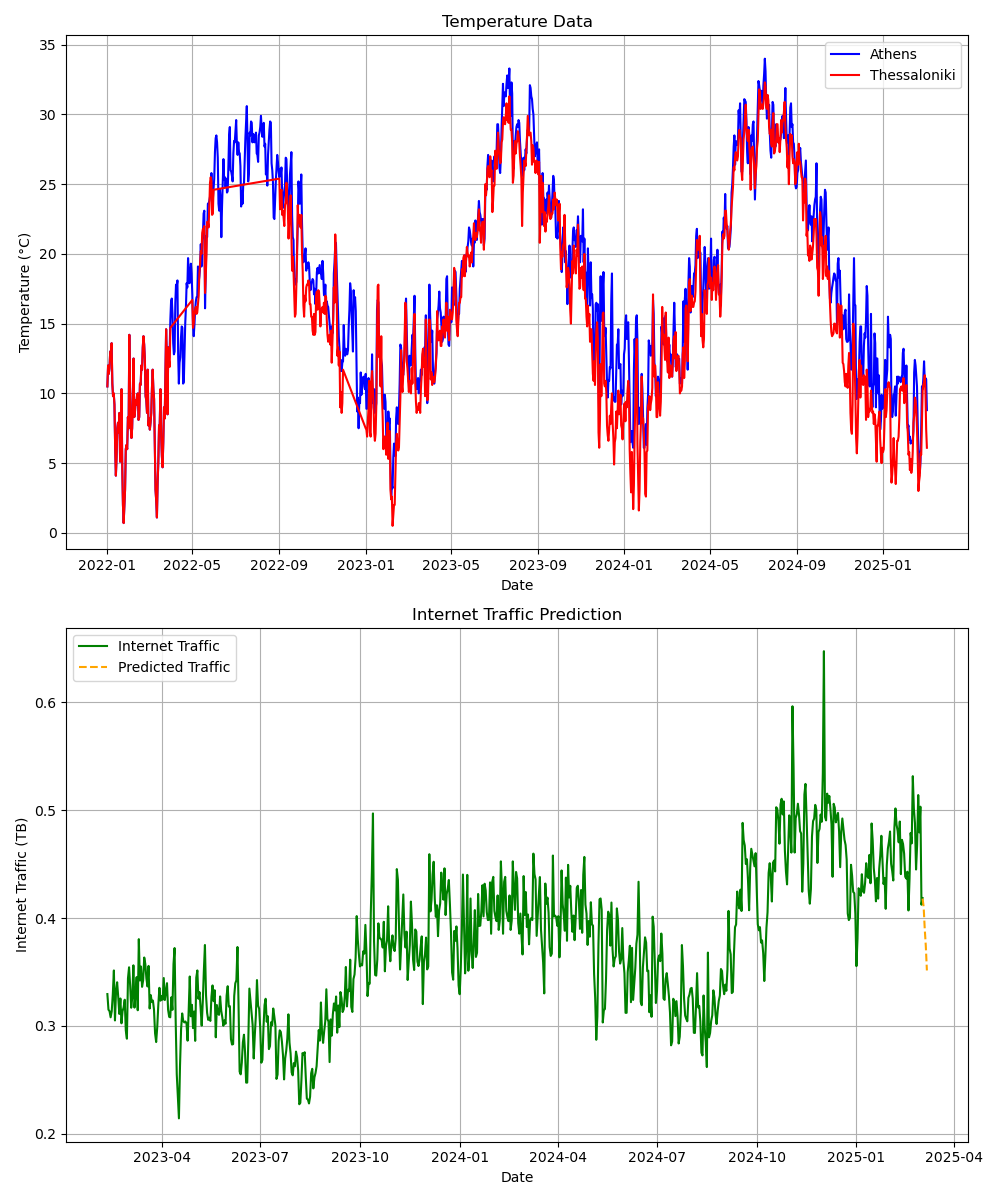 Temperature Data
Temperature (°C)
35
30
25
20
15
10
5
0
Athens
Thessaloniki
2022-01 2022-05 2022-09 2023-01 2023-05 2023-09 2024-01 2024-05 2024-09 2025-01
Date
Internet Traffic Prediction
Internet Traffic (TB)
Internet Traffic
Predicted Traffic
0.6
0.5
0.4
0.3
0.2
2023-04 2023-07 2023-10 2024-01 2024-04 2024-07 2024-10 2025-01 2025-04
Date